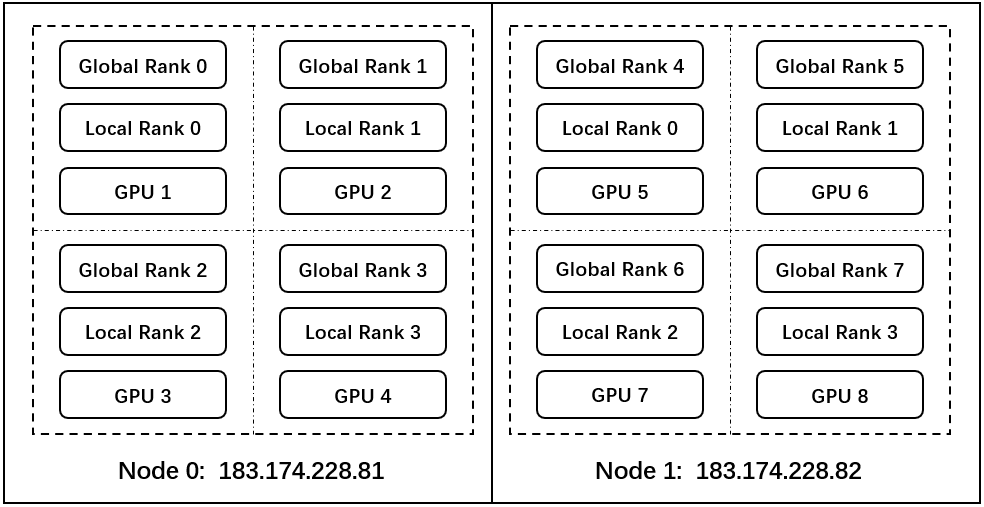 Global Rank 0
Local Rank 0
GPU 1
Global Rank 1
Local Rank 1
GPU 2
Global Rank 2
Local Rank 2
GPU 3
Global Rank 3
Local Rank 3
GPU 4
Node 0: 183.174.228.81
Global Rank 4
Local Rank 0
GPU 5
Global Rank 5
Local Rank 1
GPU 6
Global Rank 6
Local Rank 2
GPU 7
Global Rank 7
Local Rank 3
GPU 8
Node 1: 183.174.228.82